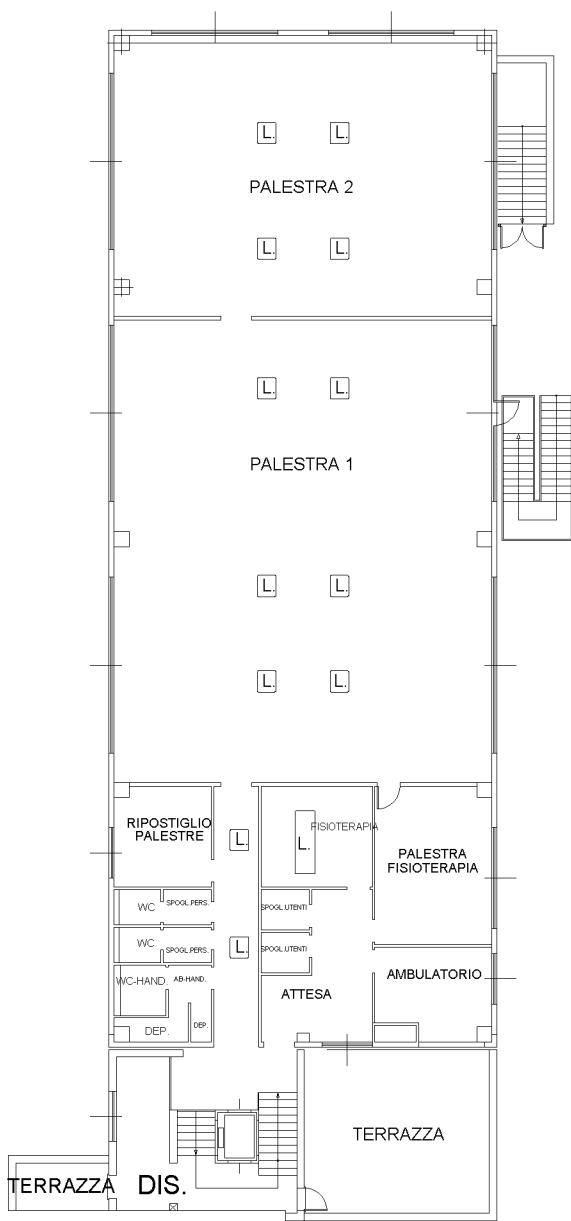 L. L.
PALESTRA 2
L. L.
L. L.
PALESTRA 1
L. L.
L. L.
RIPOSTIGLIO
PALESTRE
L.
FISIOTERAPIA
L.
PALESTRA
FISIOTERAPIA
WC
SPOGL.PERS.
SPOGL.UTENTI
WC
SPOGL.PERS.
L.
SPOGL.UTENTI
WC-HAND.
AB-HAND.
ATTESA
AMBULATORIO
DEP.
DEP.
TERRAZZA
TERRAZZA
DIS.